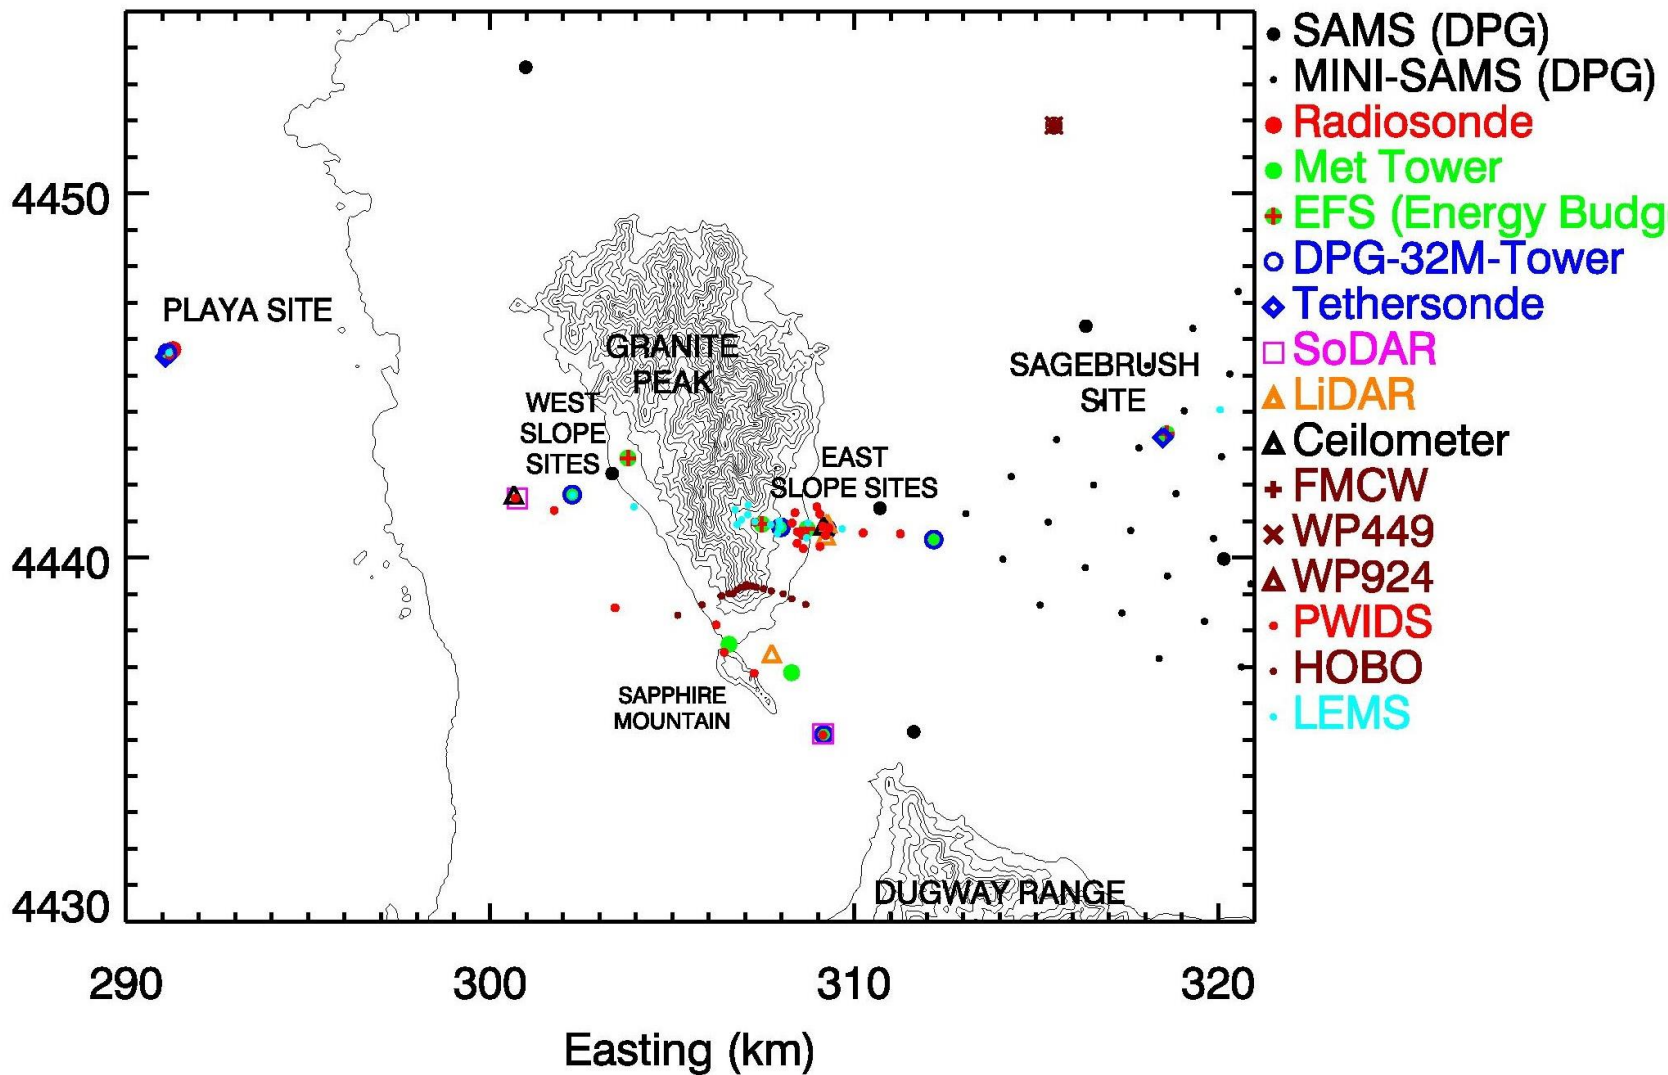 SAMS (DPG)
MINI-SAMS (DPG)
Radiosonde
Met Tower
EFS (Energy Budg
DPG-32M-Tower
Tethersonde
SoDAR
LiDAR
Ceilometer
FMCW
WP449
WP924
PWIDS
HOBO
LEMS
4450
4440
4430
PLAYA SITE
GRANITE
PEAK
WEST
SLOPE
SITES
EAST
SLOPE SITES
SAGEBRUSH
SITE
SAPPHIRE
MOUNTAIN
DUGWAY RANGE
290
300
310
320
Easting (km)